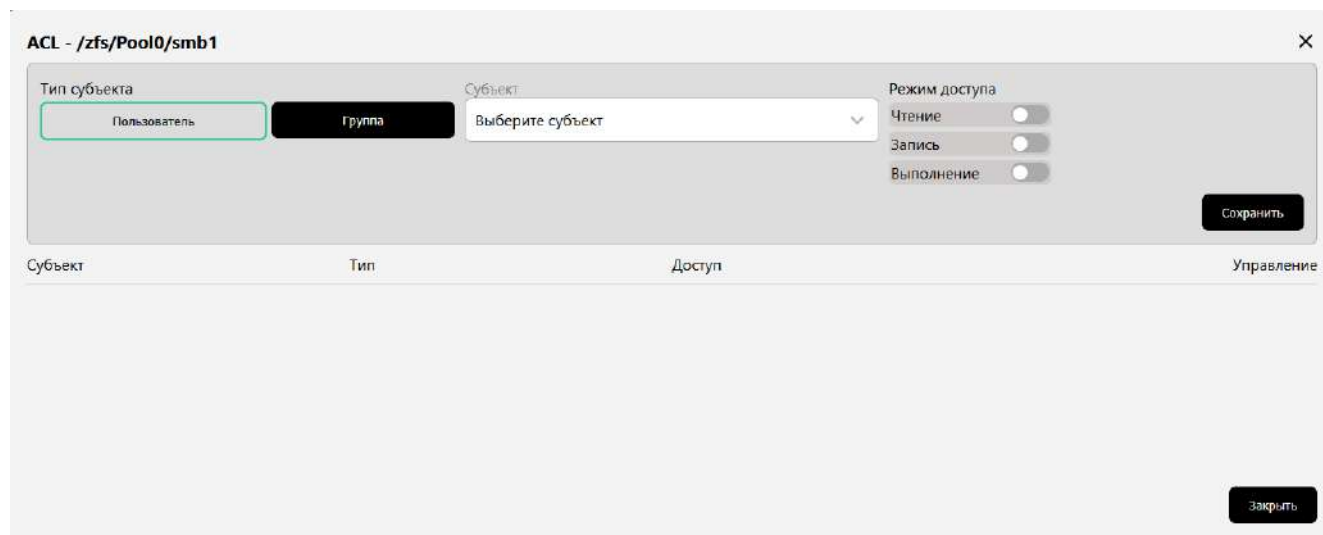 ACL - /zfs/Pool0/smb1
Тип субъекта
Пользователь
Группа
Субъект
Выберите субъект
Режим доступа
Чтение
Запись
Выполнение
Сохранить
Субъект Тип Доступ Управление
Закрыть